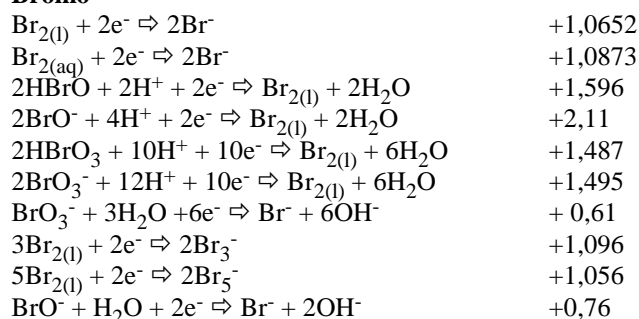 Bromo
Br₂₍ₗ₎ + 2e⁻ ⇨ 2Br⁻ +1,0652
Br₂₍ₐq₎ + 2e⁻ ⇨ 2Br⁻ +1,0873
2HBrO + 2H⁺ + 2e⁻ ⇨ Br₂₍ₗ₎ + 2H₂O +1,596
2BrO⁻ + 4H⁺ + 2e⁻ ⇨ Br₂₍ₗ₎ + 2H₂O +2,11
2HBrO₃ + 10H⁺ + 10e⁻ ⇨ Br₂₍ₗ₎ + 6H₂O +1,487
2BrO₃⁻ + 12H⁺ + 10e⁻ ⇨ Br₂₍ₗ₎ + 6H₂O +1,495
BrO₃⁻ + 3H₂O +6e⁻ ⇨ Br⁻ + 6OH⁻ + 0,61
3Br₂₍ₗ₎ + 2e⁻ ⇨ 2Br₃⁻ +1,096
5Br₂₍ₗ₎ + 2e⁻ ⇨ 2Br₅⁻ +1,056
BrO⁻ + H₂O + 2e⁻ ⇨ Br⁻ + 2OH⁻ +0,76